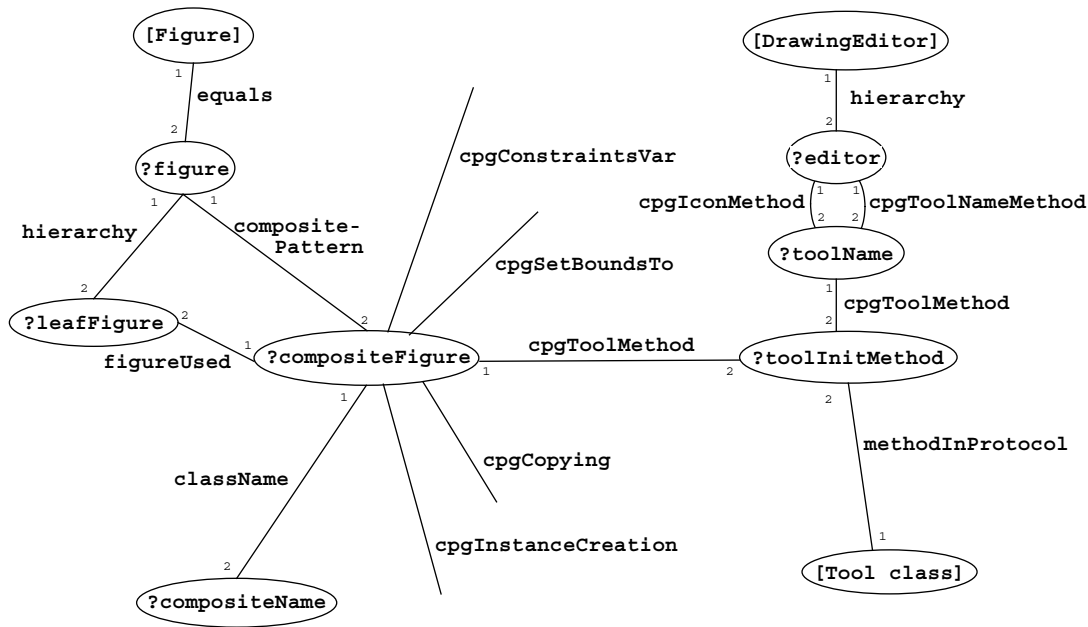 [Figure]
[DrawingEditor]
1
1
equals
hierarchy
cpgConstraintsVar
2
2
?figure
?editor
1
1
1
1
cpgIconMethod
cpgToolNameMethod
hierarchy
composite-
Pattern
2
2
?toolName
cpgSetBoundsTo
2
1
cpgToolMethod
?leafFigure
2
2
2
figureUsed
1
?compositeFigure
cpgToolMethod
?toolInitMethod
1
2
1
2
methodInProtocol
cpgCopying
className
1
cpgInstanceCreation
2
[Tool class]
?compositeName